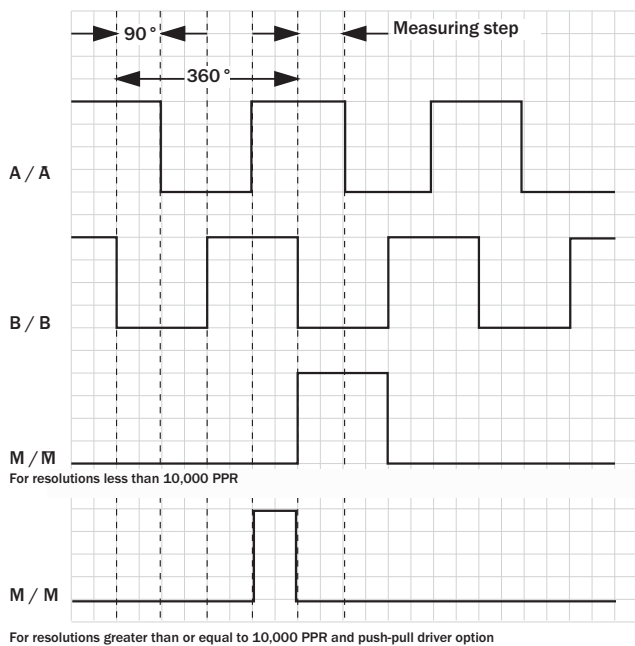 90° Measuring step
360°
A / A̅
B / B
M / M̅
For resolutions less than 10,000 PPR
M / M
For resolutions greater than or equal to 10,000 PPR and push-pull driver option